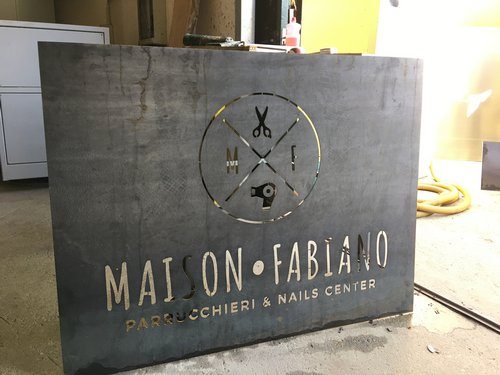 M F
MAISON • FABIANO
PARRUCCHIERI & NAILS CENTER